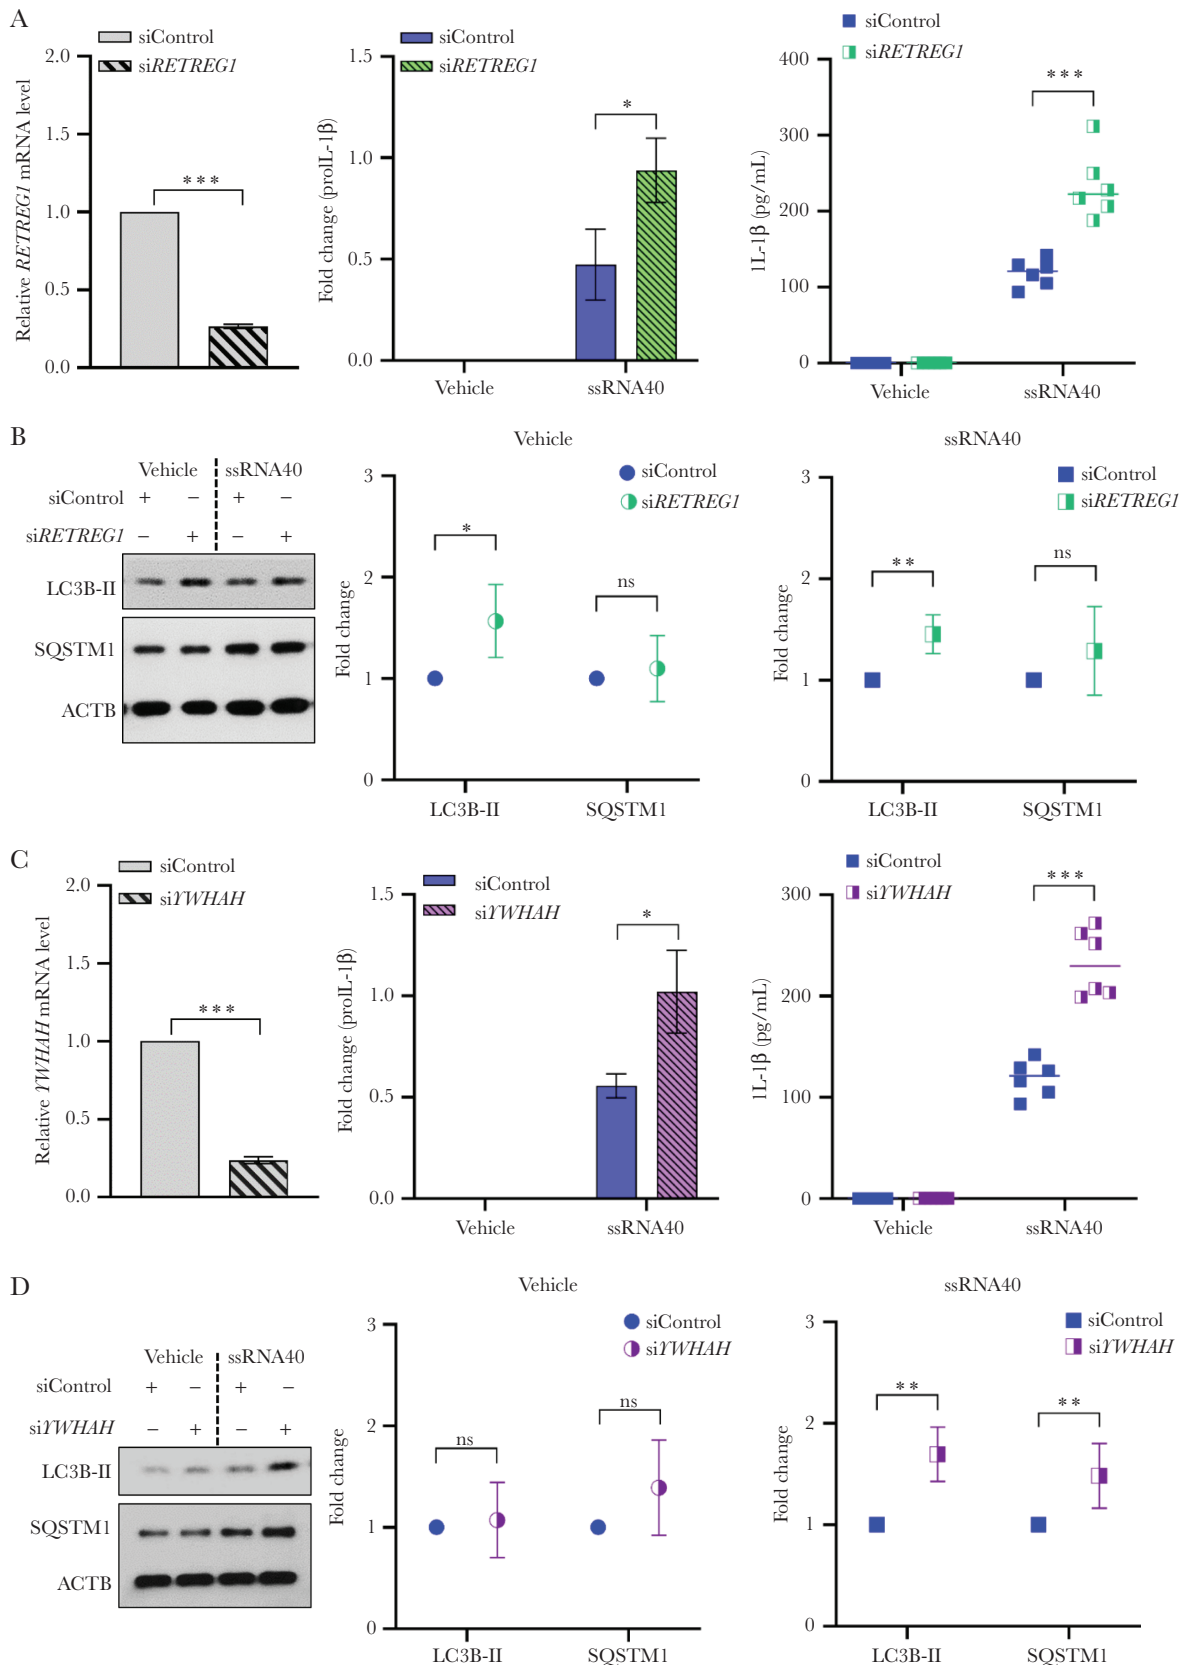 A
siControl
siRETREG1
Relative RETREG1 mRNA level
2.0
1.5
1.0
0.5
0.0
***
siControl
siRETREG1
Fold change (proIL-1β)
1.5
1.0
0.5
0.0
*
Vehicle
ssRNA40
siControl
siRETREG1
1L-1β (pg/mL)
400
300
200
100
0
***
Vehicle
ssRNA40
B
Vehicle ssRNA40
siControl + – + –
siRETREG1 – + – +
LC3B-II
SQSTM1
ACTB
Vehicle
siControl
siRETREG1
Fold change
3
2
1
0
*
ns
LC3B-II
SQSTM1
ssRNA40
siControl
siRETREG1
Fold change
3
2
1
0
**
ns
LC3B-II
SQSTM1
C
siControl
siYWHAH
Relative YWHAH mRNA level
2.0
1.5
1.0
0.5
0.0
***
siControl
siYWHAH
Fold change (proIL-1β)
1.5
1.0
0.5
0.0
*
Vehicle
ssRNA40
siControl
siYWHAH
1L-1β (pg/mL)
300
200
100
0
***
Vehicle
ssRNA40
D
Vehicle ssRNA40
siControl + – + –
siYWHAH – + – +
LC3B-II
SQSTM1
ACTB
Vehicle
siControl
siYWHAH
Fold change
3
2
1
0
ns
ns
LC3B-II
SQSTM1
ssRNA40
siControl
siYWHAH
Fold change
3
2
1
0
**
**
LC3B-II
SQSTM1